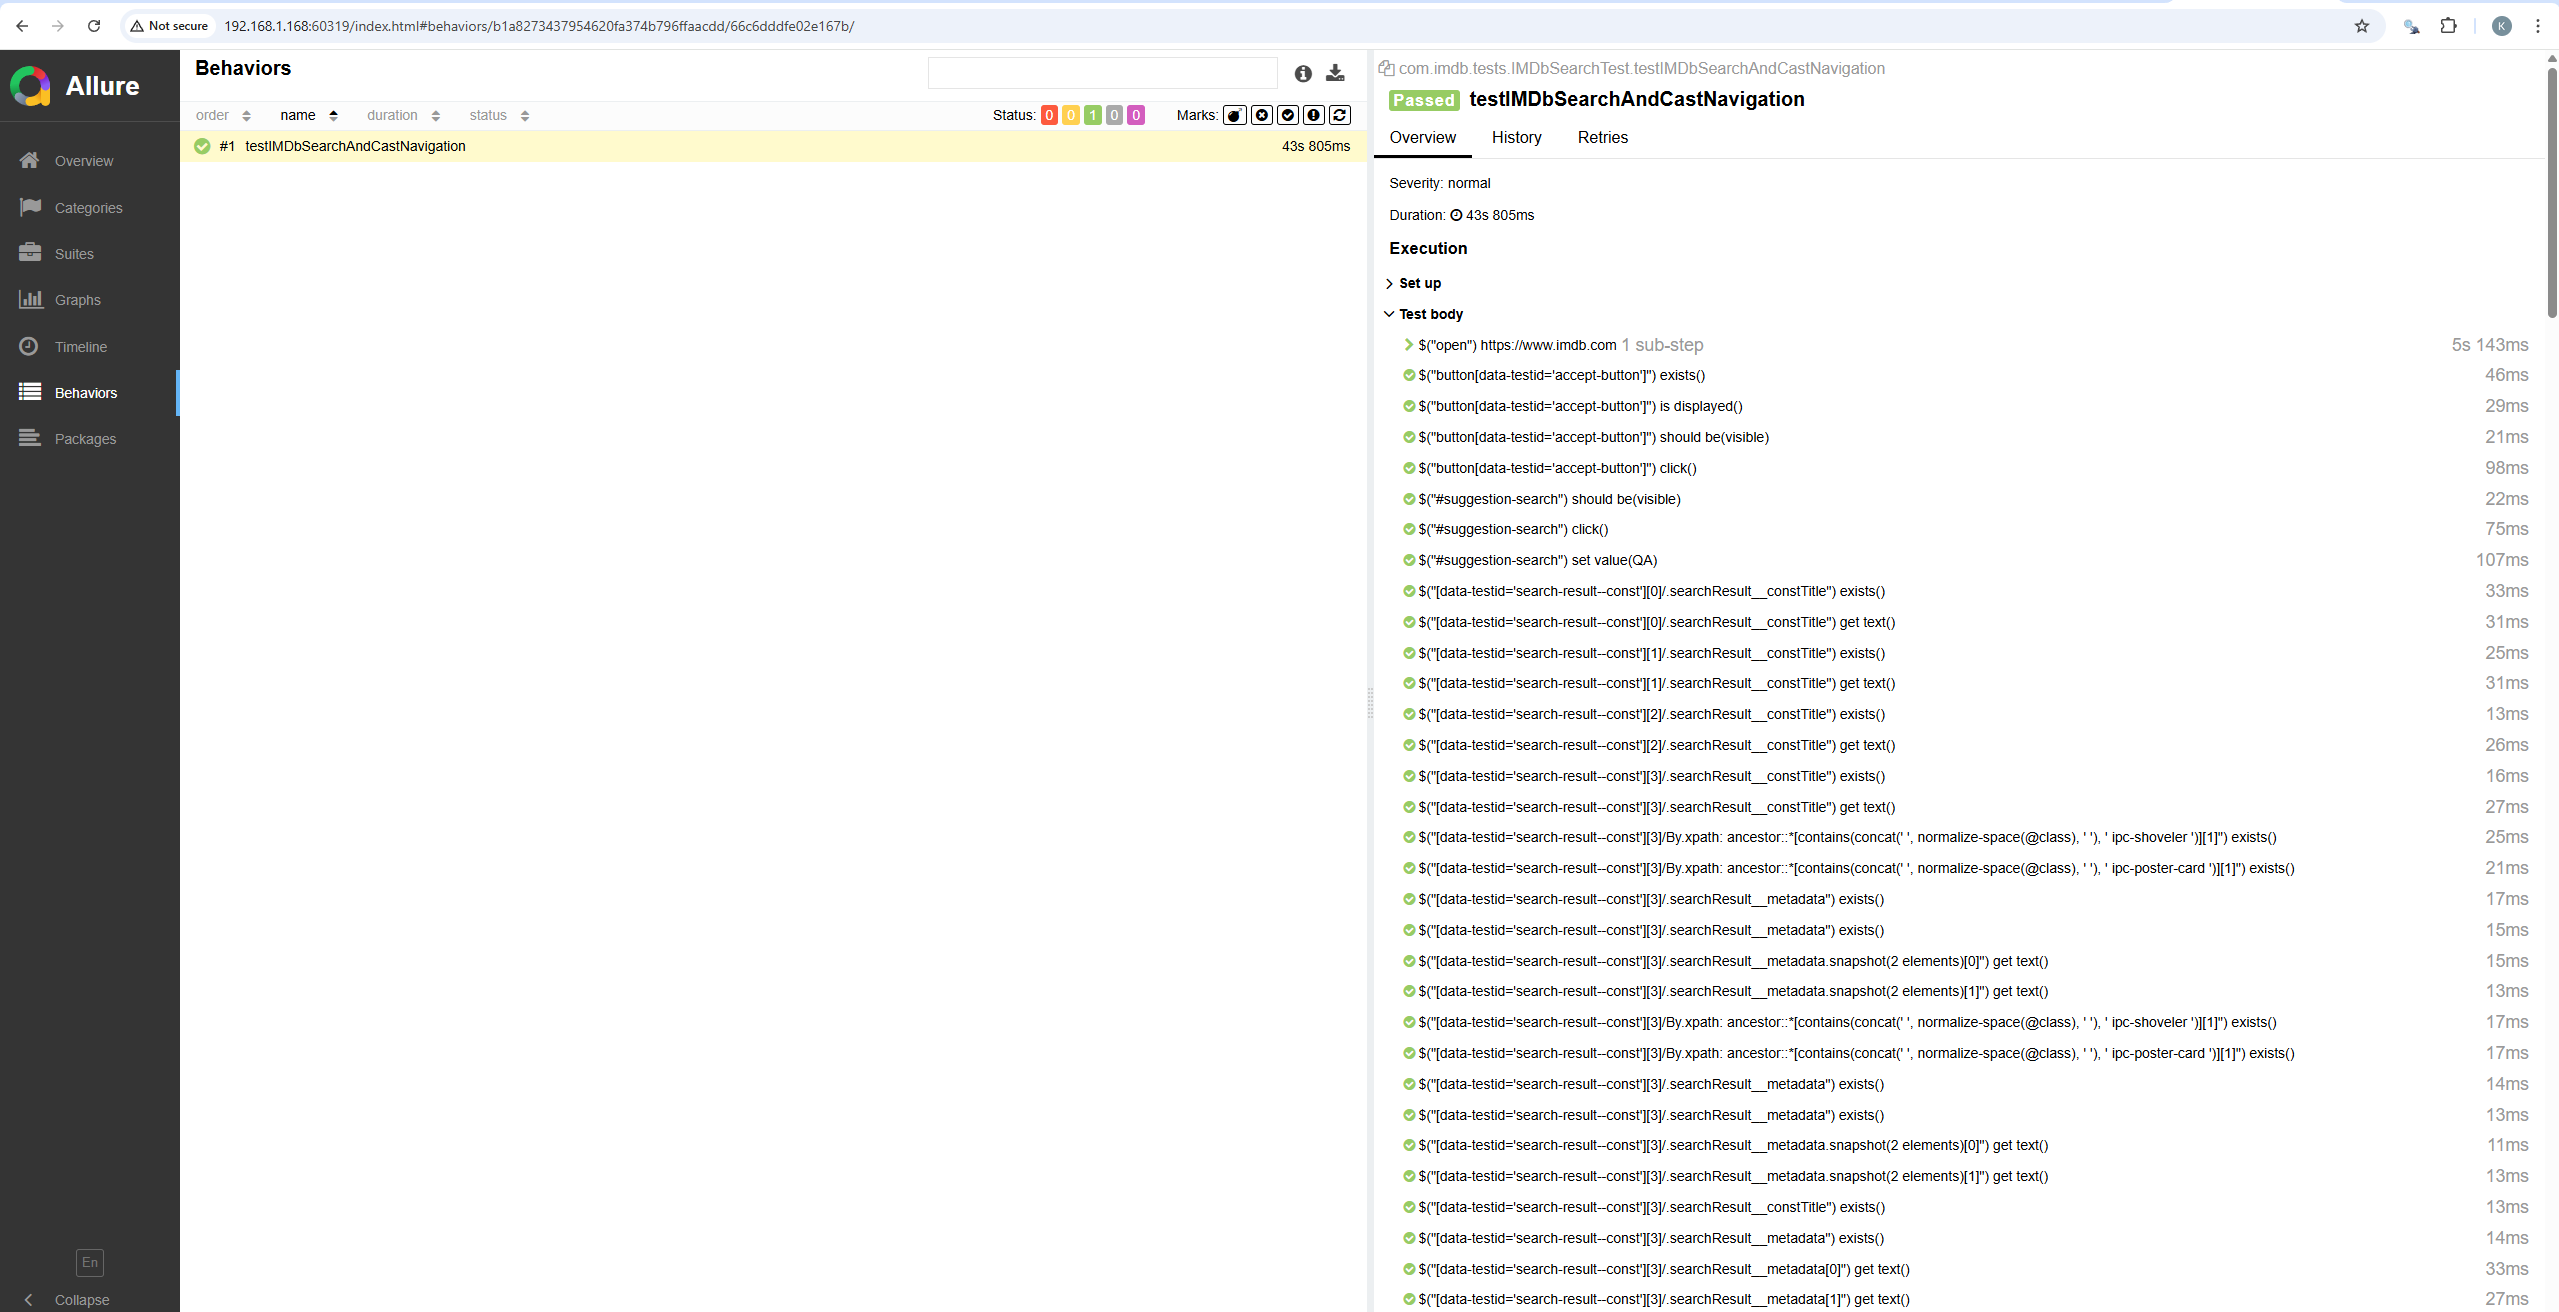 Not secure 192.168.1.168:60319/index.html#behaviors/b1a8273437954620fa374b796ffaacdd/66c6dddfe02e167b/
K
Allure
Overview
Categories
Suites
Graphs
Timeline
Behaviors
Packages
En
Collapse
Behaviors
order name duration status Status: 0 0 1 0 0 Marks:
#1 testIMDbSearchAndCastNavigation 43s 805ms
com.imdb.tests.IMDbSearchTest.testIMDbSearchAndCastNavigation
Passed testIMDbSearchAndCastNavigation
Overview History Retries
Severity: normal
Duration: 43s 805ms
Execution
Set up
Test body
$("open") https://www.imdb.com 1 sub-step 5s 143ms
$("button[data-testid='accept-button']") exists() 46ms
$("button[data-testid='accept-button']") is displayed() 29ms
$("button[data-testid='accept-button']") should be(visible) 21ms
$("button[data-testid='accept-button']") click() 98ms
$("#suggestion-search") should be(visible) 22ms
$("#suggestion-search") click() 75ms
$("#suggestion-search") set value(QA) 107ms
$("[data-testid='search-result--const'][0]/.searchResult__constTitle") exists() 33ms
$("[data-testid='search-result--const'][0]/.searchResult__constTitle") get text() 31ms
$("[data-testid='search-result--const'][1]/.searchResult__constTitle") exists() 25ms
$("[data-testid='search-result--const'][1]/.searchResult__constTitle") get text() 31ms
$("[data-testid='search-result--const'][2]/.searchResult__constTitle") exists() 13ms
$("[data-testid='search-result--const'][2]/.searchResult__constTitle") get text() 26ms
$("[data-testid='search-result--const'][3]/.searchResult__constTitle") exists() 16ms
$("[data-testid='search-result--const'][3]/.searchResult__constTitle") get text() 27ms
$("[data-testid='search-result--const'][3]/By.xpath: ancestor::*[contains(concat(' ', normalize-space(@class), ' '), ' ipc-shoveler ')][1]") exists() 25ms
$("[data-testid='search-result--const'][3]/By.xpath: ancestor::*[contains(concat(' ', normalize-space(@class), ' '), ' ipc-poster-card ')][1]") exists() 21ms
$("[data-testid='search-result--const'][3]/.searchResult__metadata") exists() 17ms
$("[data-testid='search-result--const'][3]/.searchResult__metadata") exists() 15ms
$("[data-testid='search-result--const'][3]/.searchResult__metadata.snapshot(2 elements)[0]") get text() 15ms
$("[data-testid='search-result--const'][3]/.searchResult__metadata.snapshot(2 elements)[1]") get text() 13ms
$("[data-testid='search-result--const'][3]/By.xpath: ancestor::*[contains(concat(' ', normalize-space(@class), ' '), ' ipc-shoveler ')][1]") exists() 17ms
$("[data-testid='search-result--const'][3]/By.xpath: ancestor::*[contains(concat(' ', normalize-space(@class), ' '), ' ipc-poster-card ')][1]") exists() 17ms
$("[data-testid='search-result--const'][3]/.searchResult__metadata") exists() 14ms
$("[data-testid='search-result--const'][3]/.searchResult__metadata") exists() 13ms
$("[data-testid='search-result--const'][3]/.searchResult__metadata.snapshot(2 elements)[0]") get text() 11ms
$("[data-testid='search-result--const'][3]/.searchResult__metadata.snapshot(2 elements)[1]") get text() 13ms
$("[data-testid='search-result--const'][3]/.searchResult__constTitle") exists() 13ms
$("[data-testid='search-result--const'][3]/.searchResult__metadata") exists() 14ms
$("[data-testid='search-result--const'][3]/.searchResult__metadata[0]") get text() 33ms
$("[data-testid='search-result--const'][3]/.searchResult__metadata[1]") get text() 27ms